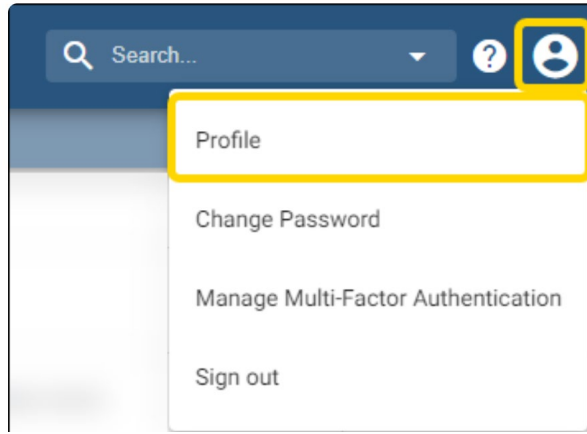 Search...
Profile
Change Password
Manage Multi-Factor Authentication
Sign out